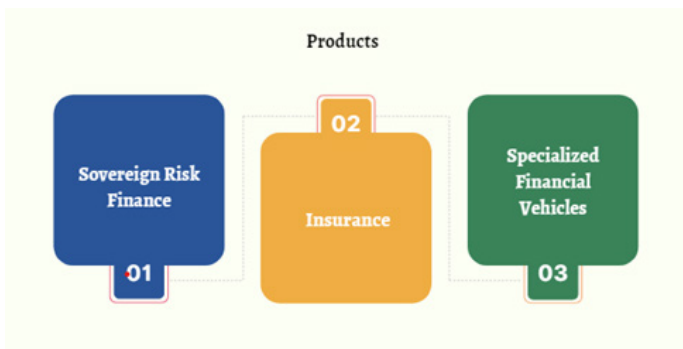 Products
Sovereign Risk
Finance
01
02
Insurance
Specialized
Financial
Vehicles
03